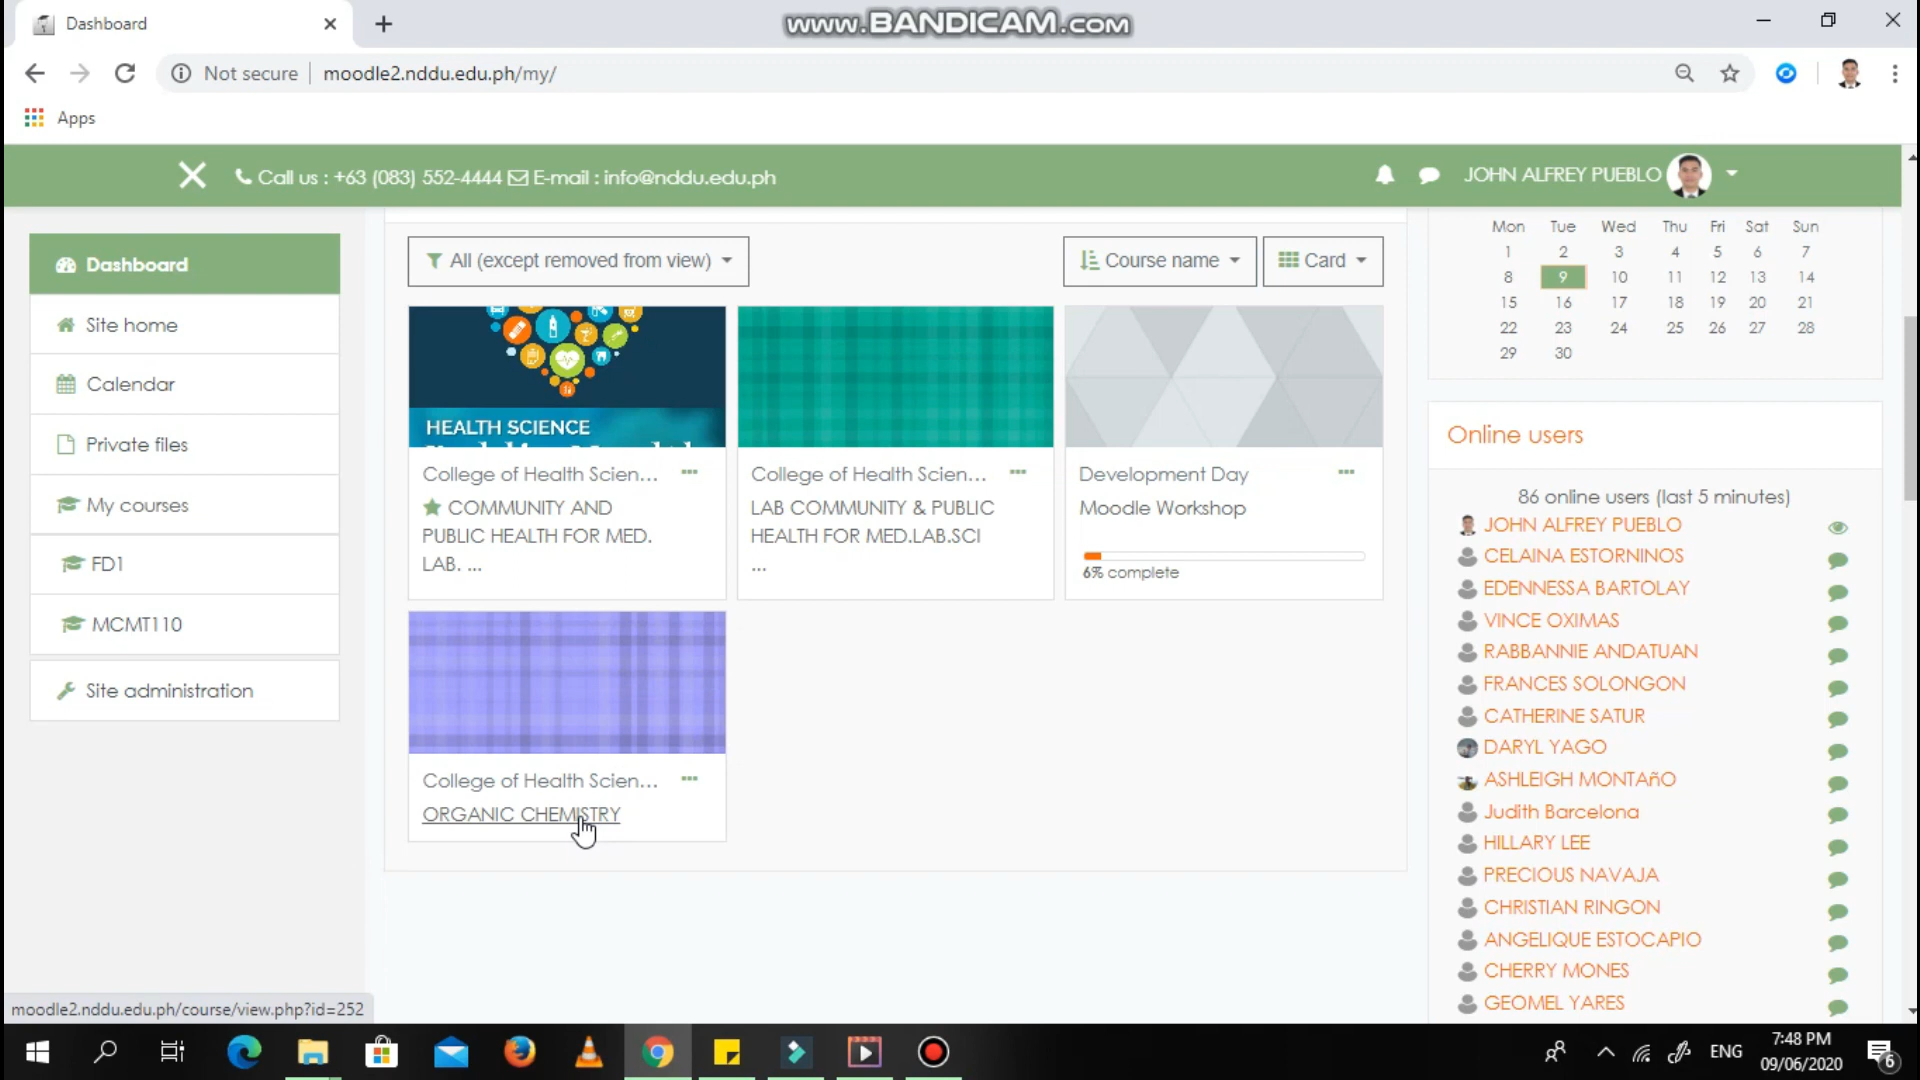 Dashboard
www.BANDICAM.com
Not secure
moodle2.nddu.edu.ph/my/
Apps
Call us : +63 (083) 552-4444 E-mail : info@nddu.edu.ph
JOHN ALFREY PUEBLO
Dashboard
Site home
Calendar
Private files
My courses
FD1
MCMT110
Site administration
All (except removed from view)
Course name
Card
HEALTH SCIENCE
College of Health Scien...
COMMUNITY AND
PUBLIC HEALTH FOR MED.
LAB. ...
College of Health Scien...
LAB COMMUNITY & PUBLIC
HEALTH FOR MED.LAB.SCI
...
Development Day
Moodle Workshop
6% complete
College of Health Scien...
ORGANIC CHEMISTRY
Mon Tue Wed Thu Fri Sat Sun
1 2 3 4 5 6 7
8 9 10 11 12 13 14
15 16 17 18 19 20 21
22 23 24 25 26 27 28
29 30
Online users
86 online users (last 5 minutes)
JOHN ALFREY PUEBLO
CELAINA ESTORNINOS
EDENNESSA BARTOLAY
VINCE OXIMAS
RABBANNIE ANDATUAN
FRANCES SOLONGON
CATHERINE SATUR
DARYL YAGO
ASHLEIGH MONTAñO
Judith Barcelona
HILLARY LEE
PRECIOUS NAVAJA
CHRISTIAN RINGON
ANGELIQUE ESTOCAPIO
CHERRY MONES
GEOMEL YARES
moodle2.nddu.edu.ph/course/view.php?id=252
ENG
7:48 PM
09/06/2020
6